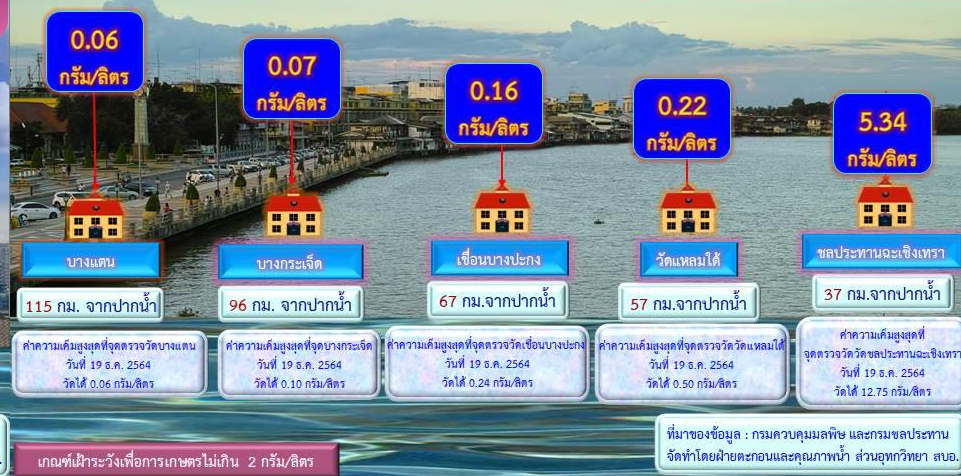 0.06
กรัม/ลิตร
0.07
กรัม/ลิตร
0.16
กรัม/ลิตร
0.22
กรัม/ลิตร
5.34
กรัม/ลิตร
บางแตน
บางกระเจ็ด
เขื่อนบางปะกง
วัดแหลมใต้
ชลประทานฉะเชิงเทรา
115 กม. จากปากน้ำ
96 กม. จากปากน้ำ
67 กม.จากปากน้ำ
57 กม.จากปากน้ำ
37 กม.จากปากน้ำ
ค่าความเค็มสูงสุดที่จุดตรวจวัดบางแตน
วันที่ 19 ธ.ค. 2564
วัดได้ 0.06 กรัม/ลิตร
ค่าความเค็มสูงสุดที่จุดบางกระเจ็ด
วันที่ 19 ธ.ค. 2564
วัดได้ 0.10 กรัม/ลิตร
ค่าความเค็มสูงสุดที่จุดตรวจวัดเขื่อนบางปะกง
วันที่ 19 ธ.ค. 2564
วัดได้ 0.24 กรัม/ลิตร
ค่าความเค็มสูงสุดที่จุดตรวจวัดวัดแหลมใต้
วันที่ 19 ธ.ค. 2564
วัดได้ 0.50 กรัม/ลิตร
ค่าความเค็มสูงสุดที่
จุดตรวจวัดวัดชลประทานฉะเชิงเทรา
วันที่ 19 ธ.ค. 2564
วัดได้ 12.75 กรัม/ลิตร
เกณฑ์เฝ้าระวังเพื่อการเกษตรไม่เกิน 2 กรัม/ลิตร
ที่มาของข้อมูล : กรมควบคุมมลพิษ และกรมชลประทาน
จัดทำโดยฝ่ายตะกอนและคุณภาพน้ำ ส่วนอุทกวิทยา สบอ.